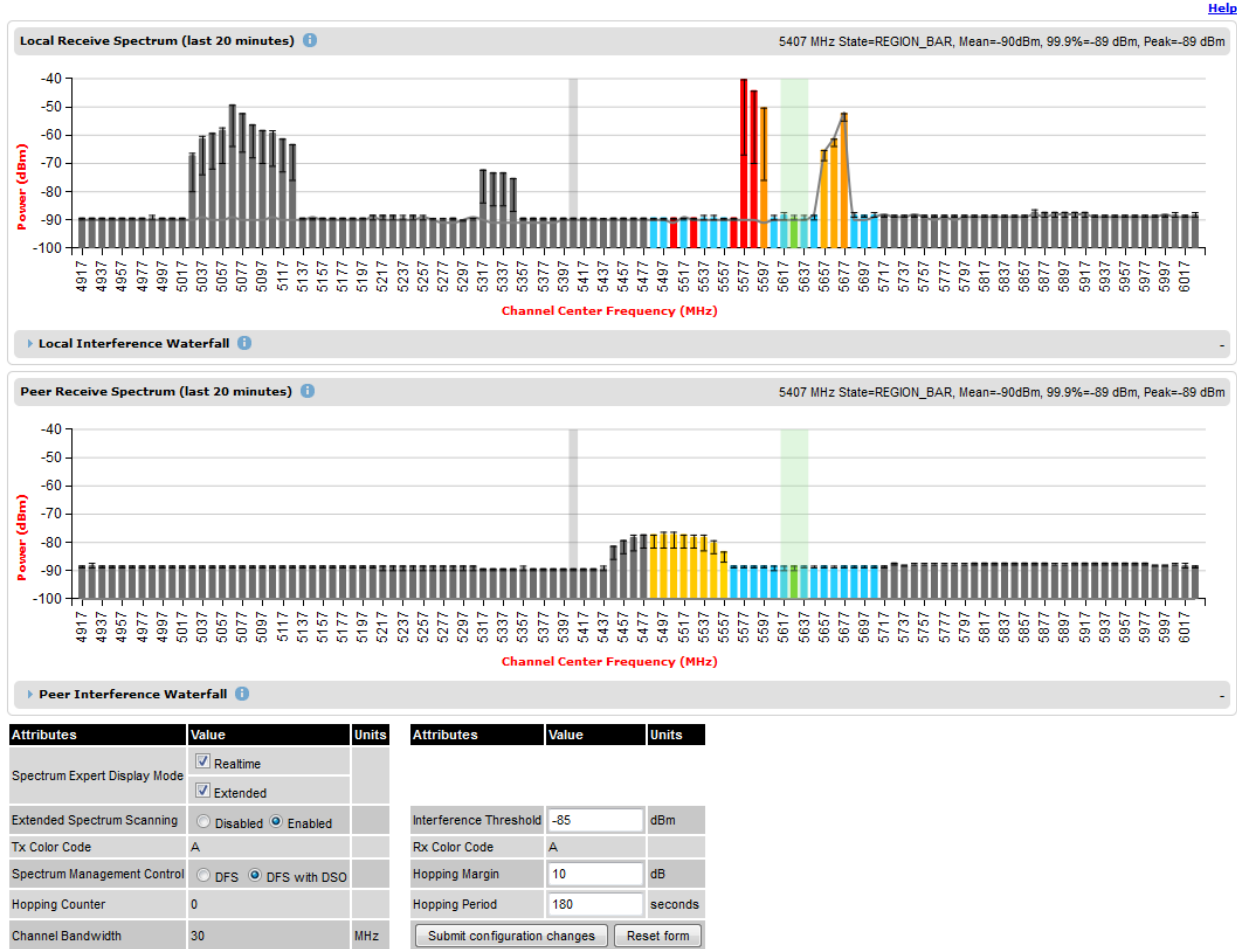 Help
Local Receive Spectrum (last 20 minutes) i 5407 MHz State=REGION_BAR, Mean=-90dBm, 99.9%=-89 dBm, Peak=-89 dBm
Power (dBm)
-40
-50
-60
-70
-80
-90
-100
4917 4937 4957 4977 4997 5017 5037 5057 5077 5097 5117 5137 5157 5177 5197 5217 5237 5257 5277 5297 5317 5337 5357 5377 5397 5417 5437 5457 5477 5497 5517 5537 5557 5577 5597 5617 5637 5657 5677 5697 5717 5737 5757 5777 5797 5817 5837 5857 5877 5897 5917 5937 5957 5977 5997 6017
Channel Center Frequency (MHz)
Local Interference Waterfall i -
Peer Receive Spectrum (last 20 minutes) i 5407 MHz State=REGION_BAR, Mean=-90dBm, 99.9%=-89 dBm, Peak=-89 dBm
Power (dBm)
-40
-50
-60
-70
-80
-90
-100
4917 4937 4957 4977 4997 5017 5037 5057 5077 5097 5117 5137 5157 5177 5197 5217 5237 5257 5277 5297 5317 5337 5357 5377 5397 5417 5437 5457 5477 5497 5517 5537 5557 5577 5597 5617 5637 5657 5677 5697 5717 5737 5757 5777 5797 5817 5837 5857 5877 5897 5917 5937 5957 5977 5997 6017
Channel Center Frequency (MHz)
Peer Interference Waterfall i -
Attributes Value Units Attributes Value Units
Spectrum Expert Display Mode Realtime
Extended
Extended Spectrum Scanning Disabled Enabled Interference Threshold -85 dBm
Tx Color Code A Rx Color Code A
Spectrum Management Control DFS DFS with DSO Hopping Margin 10 dB
Hopping Counter 0 Hopping Period 180 seconds
Channel Bandwidth 30 MHz Submit configuration changes Reset form